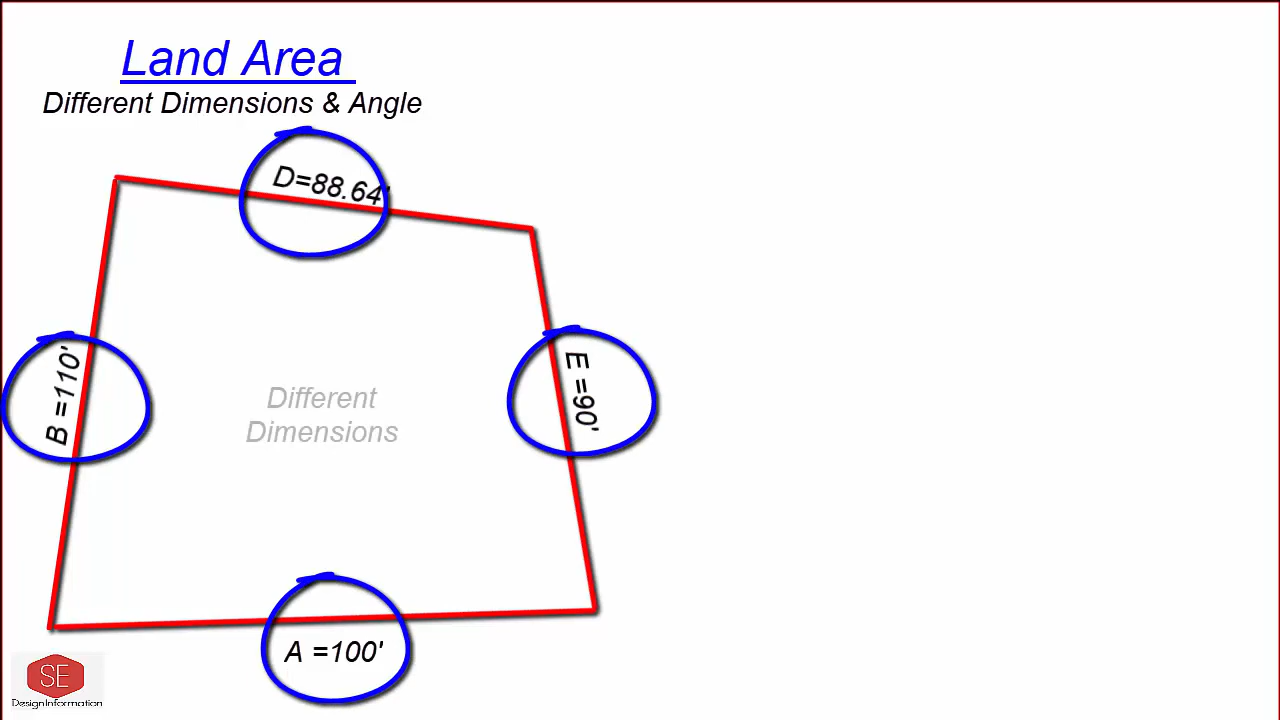 Land Area
Different Dimensions & Angle
D=88.64'
B =110'
E =90'
Different
Dimensions
A =100'
SE
DesignInformation